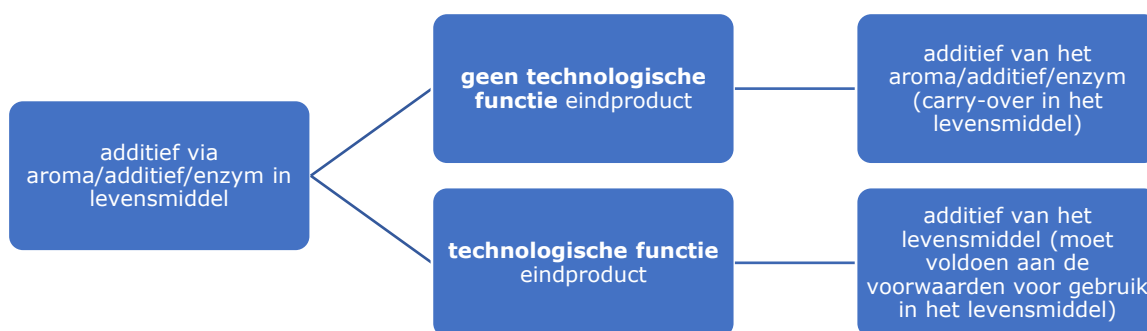 additief via
aroma/additief/enzym in
levensmiddel
geen technologische
functie eindproduct
additief van het
aroma/additief/enzym
(carry-over in het
levensmiddel)
technologische functie
eindproduct
additief van het
levensmiddel (moet
voldoen aan de
voorwaarden voor gebruik
in het levensmiddel)